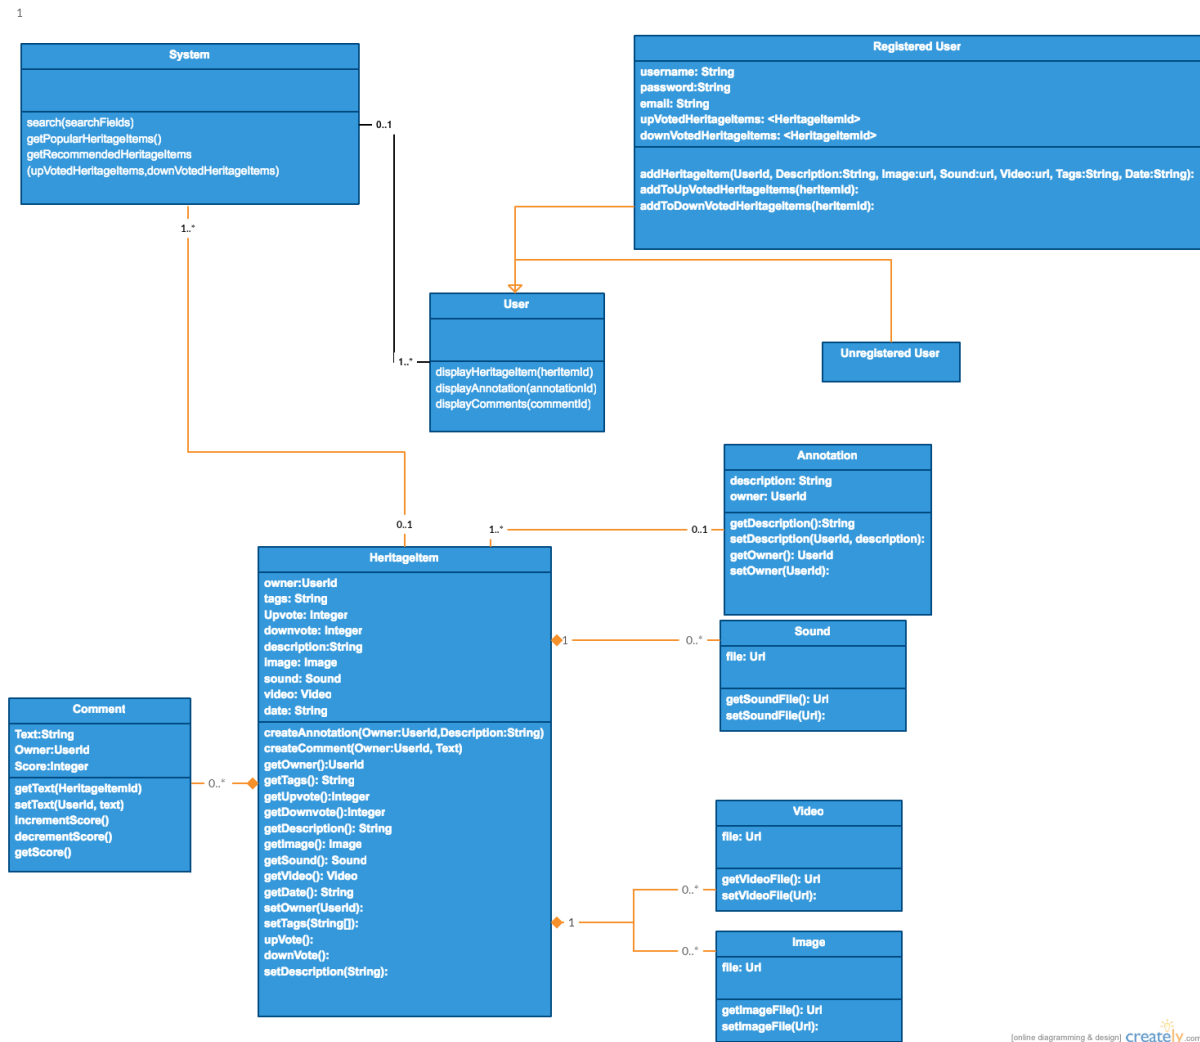 1
System
search(searchFields)
getPopularHeritageItems()
getRecommendedHeritageItems
(upVotedHeritageItems,downVotedHeritageItems)
0..1
1..*
Registered User
username: String
password:String
email: String
upVotedHeritageItems: <HeritageItemId>
downVotedHeritageItems: <HeritageItemId>
addHeritageItem(UserId, Description:String, Image:url, Sound:url, Video:url, Tags:String, Date:String):
addToUpVotedHeritageItems(herItemId):
addToDownVotedHeritageItems(herItemId):
User
displayHeritageItem(herItemId)
displayAnnotation(annotationId)
displayComments(commentId)
1..*
Unregistered User
Annotation
description: String
owner: UserId
getDescription():String
setDescription(UserId, description):
getOwner(): UserId
setOwner(UserId):
0..1
1..*
0..1
HeritageItem
owner:UserId
tags: String
Upvote: Integer
downvote: Integer
description:String
image: Image
sound: Sound
video: Video
date: String
createAnnotation(Owner:UserId,Description:String)
createComment(Owner:UserId, Text)
getOwner():UserId
getTags(): String
getUpvote():Integer
getDownvote():Integer
getDescription(): String
getImage(): Image
getSound(): Sound
getVideo(): Video
getDate(): String
setOwner(UserId):
setTags(String[]):
upVote():
downVote():
setDescription(String):
1
0..*
Sound
file: Url
getSoundFile(): Url
setSoundFile(Url):
Comment
Text:String
Owner:UserId
Score:Integer
getText(HeritageItemId)
setText(UserId, text)
incrementScore()
decrementScore()
getScore()
0..*
Video
file: Url
getVideoFile(): Url
setVideoFile(Url):
0..*
1
0..*
Image
file: Url
getImageFile(): Url
setImageFile(Url):
[online diagramming & design] creately.com